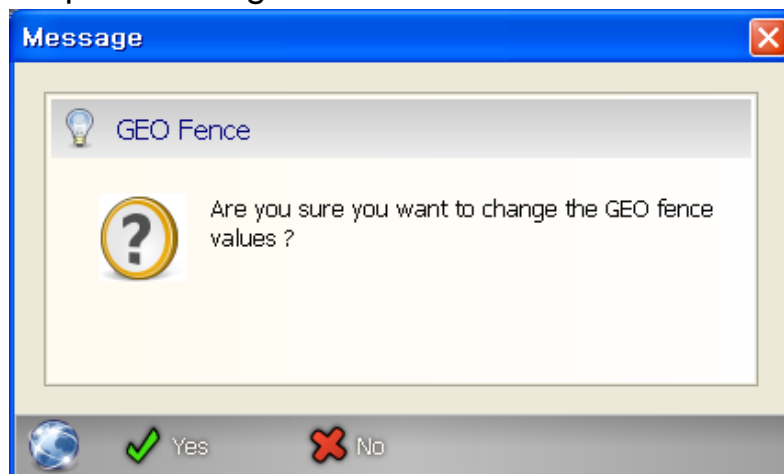 Message
GEO Fence
Are you sure you want to change the GEO fence
values ?
Yes
No